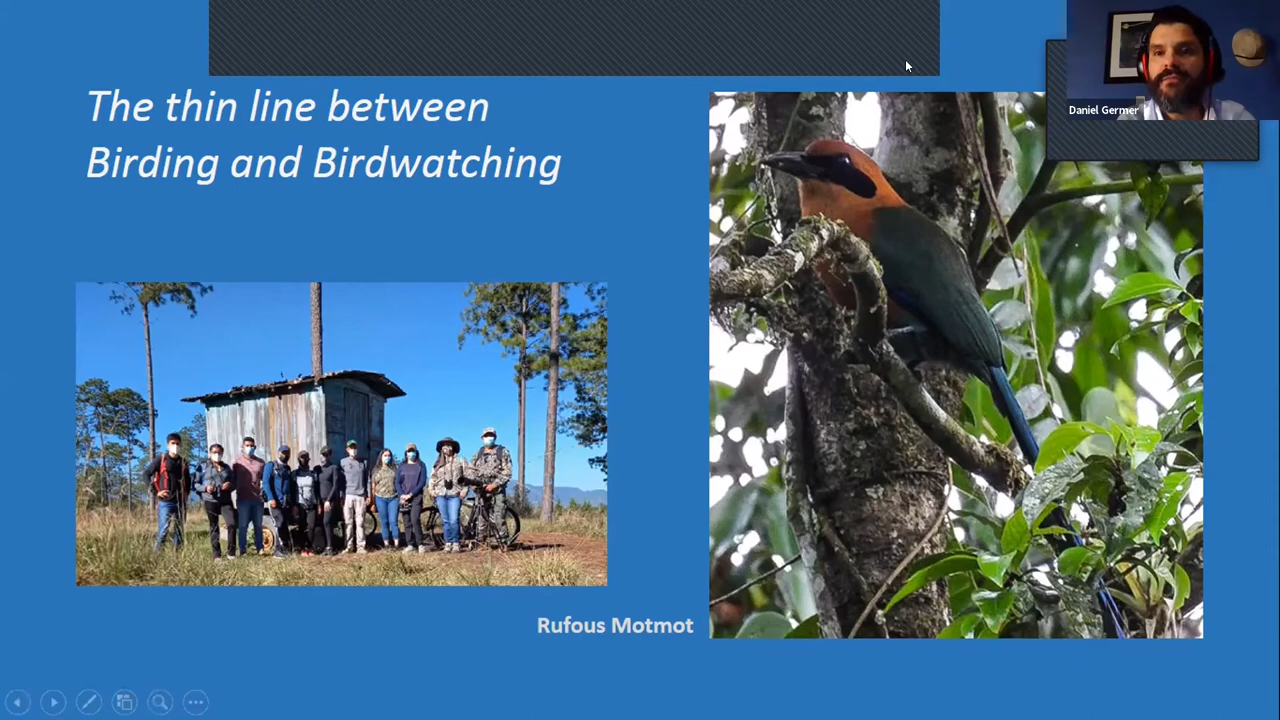 The thin line between
Birding and Birdwatching
Daniel Germer
Rufous Motmot